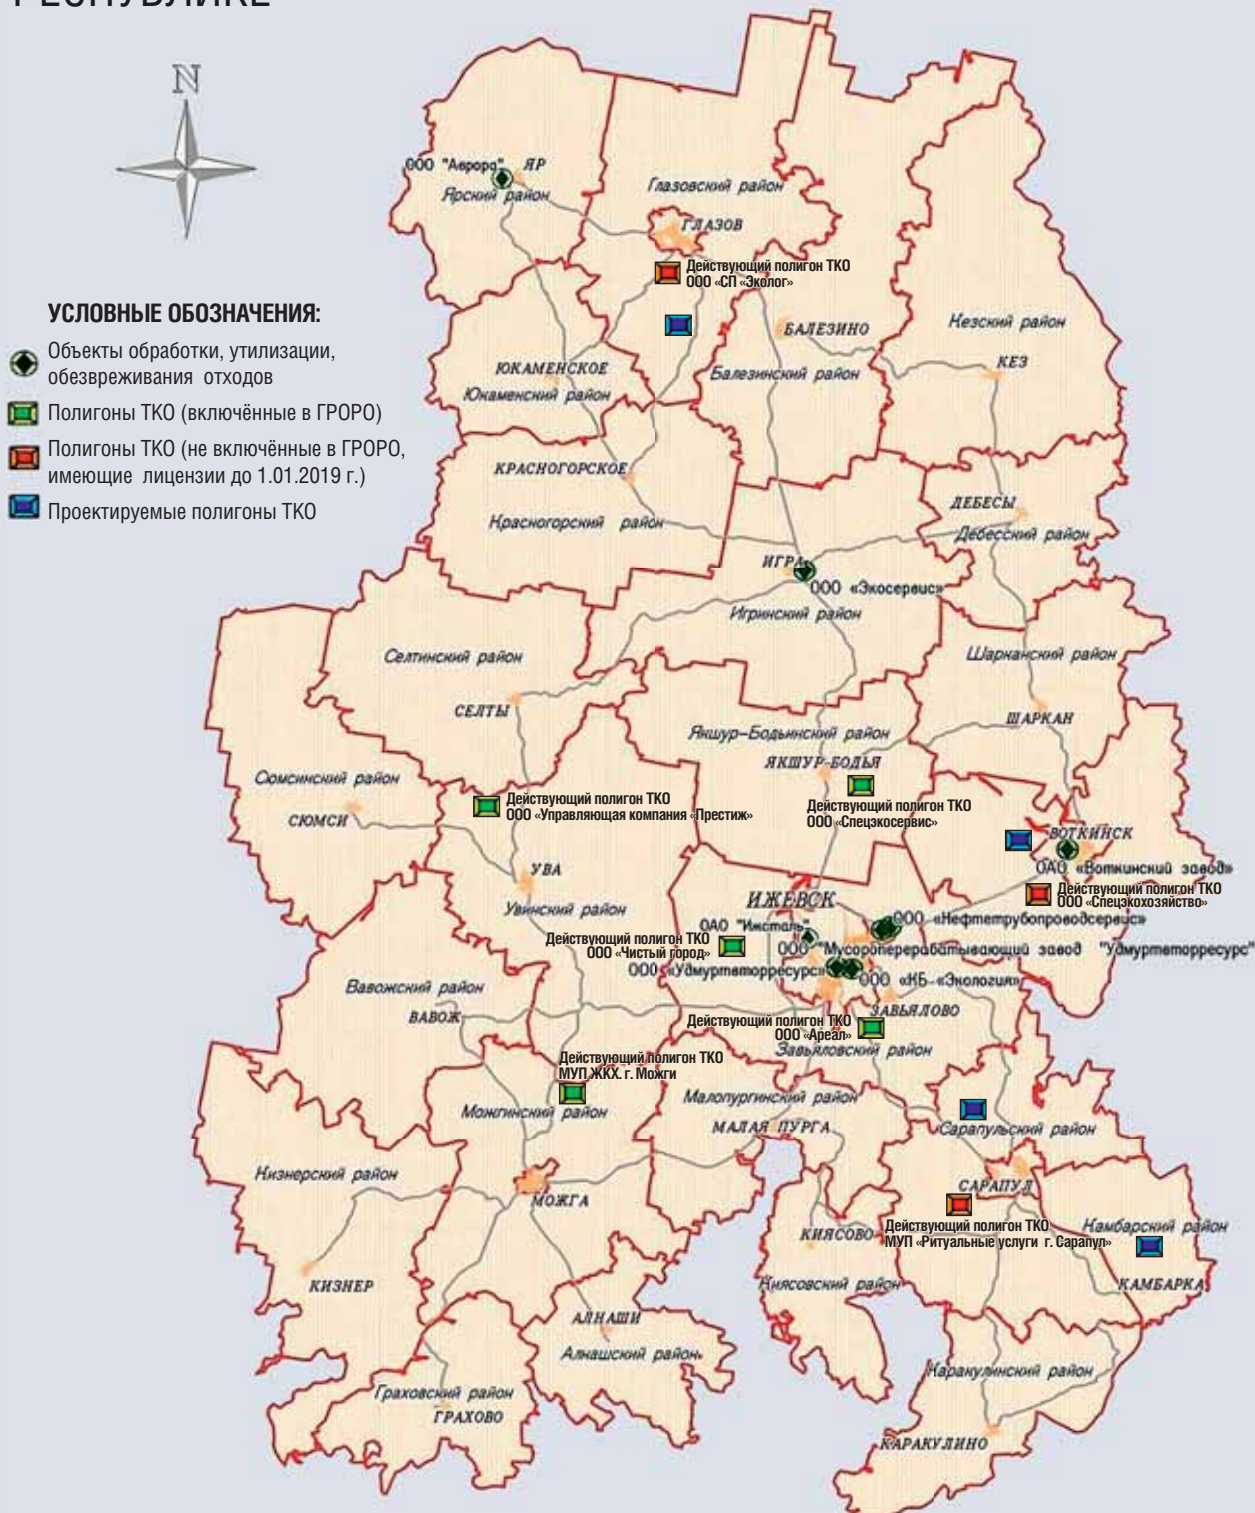 РЕСПУБЛИКЕ
N
УСЛОВНЫЕ ОБОЗНАЧЕНИЯ:
Объекты обработки, утилизации,
обезвреживания отходов
Полигоны ТКО (включённые в ГРОРО)
Полигоны ТКО (не включённые в ГРОРО,
имеющие лицензии до 1.01.2019 г.)
Проектируемые полигоны ТКО
ООО "Аврора"
ЯР
Ярский район
Глазовский район
ГЛАЗОВ
Действующий полигон ТКО
ООО «СП «Эколог»
БАЛЕЗИНО
Балезинский район
Кезский район
КЕЗ
ЮКАМЕНСКОЕ
Юкаменский район
КРАСНОГОРСКОЕ
Красногорский район
ДЕБЕСЫ
Дебесский район
ИГРА
ООО «Экосервис»
Игринский район
Селтинский район
СЕЛТЫ
Шарканский район
ШАРКАН
Якшур-Бодьинский район
ЯКШУР-БОДЬЯ
Сюмсинский район
СЮМСИ
Действующий полигон ТКО
ООО «Управляющая компания «Престиж»
Действующий полигон ТКО
ООО «Спецэкосервис»
ВОТКИНСК
ОАО «Воткинский завод»
Действующий полигон ТКО
ООО «Спецэкохозяйство»
УВА
Увинский район
ИЖЕВСК
ОАО "Ижсталь"
ООО «Нефтетрубопроводсервис»
Действующий полигон ТКО
ООО «Чистый город»
ООО "Мусороперерабатывающий завод "Удмуртвторресурс"
ООО «Удмуртвторресурс»
ООО «КБ «Экология»
Вавожский район
ВАВОЖ
ЗАВЬЯЛОВО
Действующий полигон ТКО
ООО «Ареал»
Завьяловский район
Действующий полигон ТКО
МУП ЖКХ. г. Можги
Можгинский район
Малопургинский район
МАЛАЯ ПУРГА
Сарапульский район
Кизнерский район
МОЖГА
САРАПУЛ
КИЯСОВО
Действующий полигон ТКО
МУП «Ритуальные услуги г. Сарапул»
Камбарский район
КИЗНЕР
Киясовский район
КАМБАРКА
АЛНАШИ
Алнашский район
Каракулинский район
Граховский район
ГРАХОВО
КАРАКУЛИНО